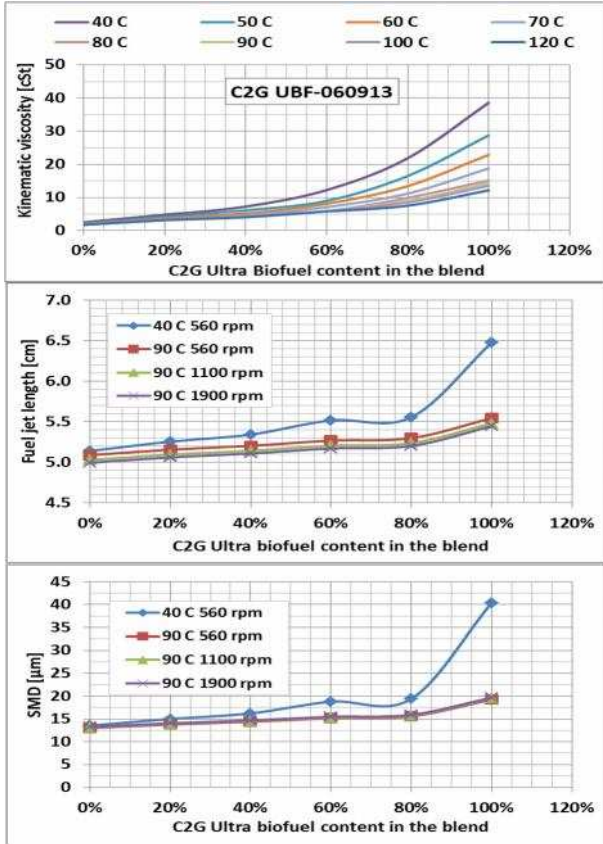 40 C 50 C 60 C 70 C
80 C 90 C 100 C 120 C
Kinematic viscosity [cSt]
50
40
30
20
10
0
C2G UBF-060913
0% 20% 40% 60% 80% 100% 120%
C2G Ultra Biofuel content in the blend
Fuel jet length [cm]
7.0
6.5
6.0
5.5
5.0
4.5
40 C 560 rpm
90 C 560 rpm
90 C 1100 rpm
90 C 1900 rpm
0% 20% 40% 60% 80% 100% 120%
C2G Ultra biofuel content in the blend
SMD [µm]
45
40
35
30
25
20
15
10
5
0
40 C 560 rpm
90 C 560 rpm
90 C 1100 rpm
90 C 1900 rpm
0% 20% 40% 60% 80% 100% 120%
C2G Ultra biofuel content in the blend